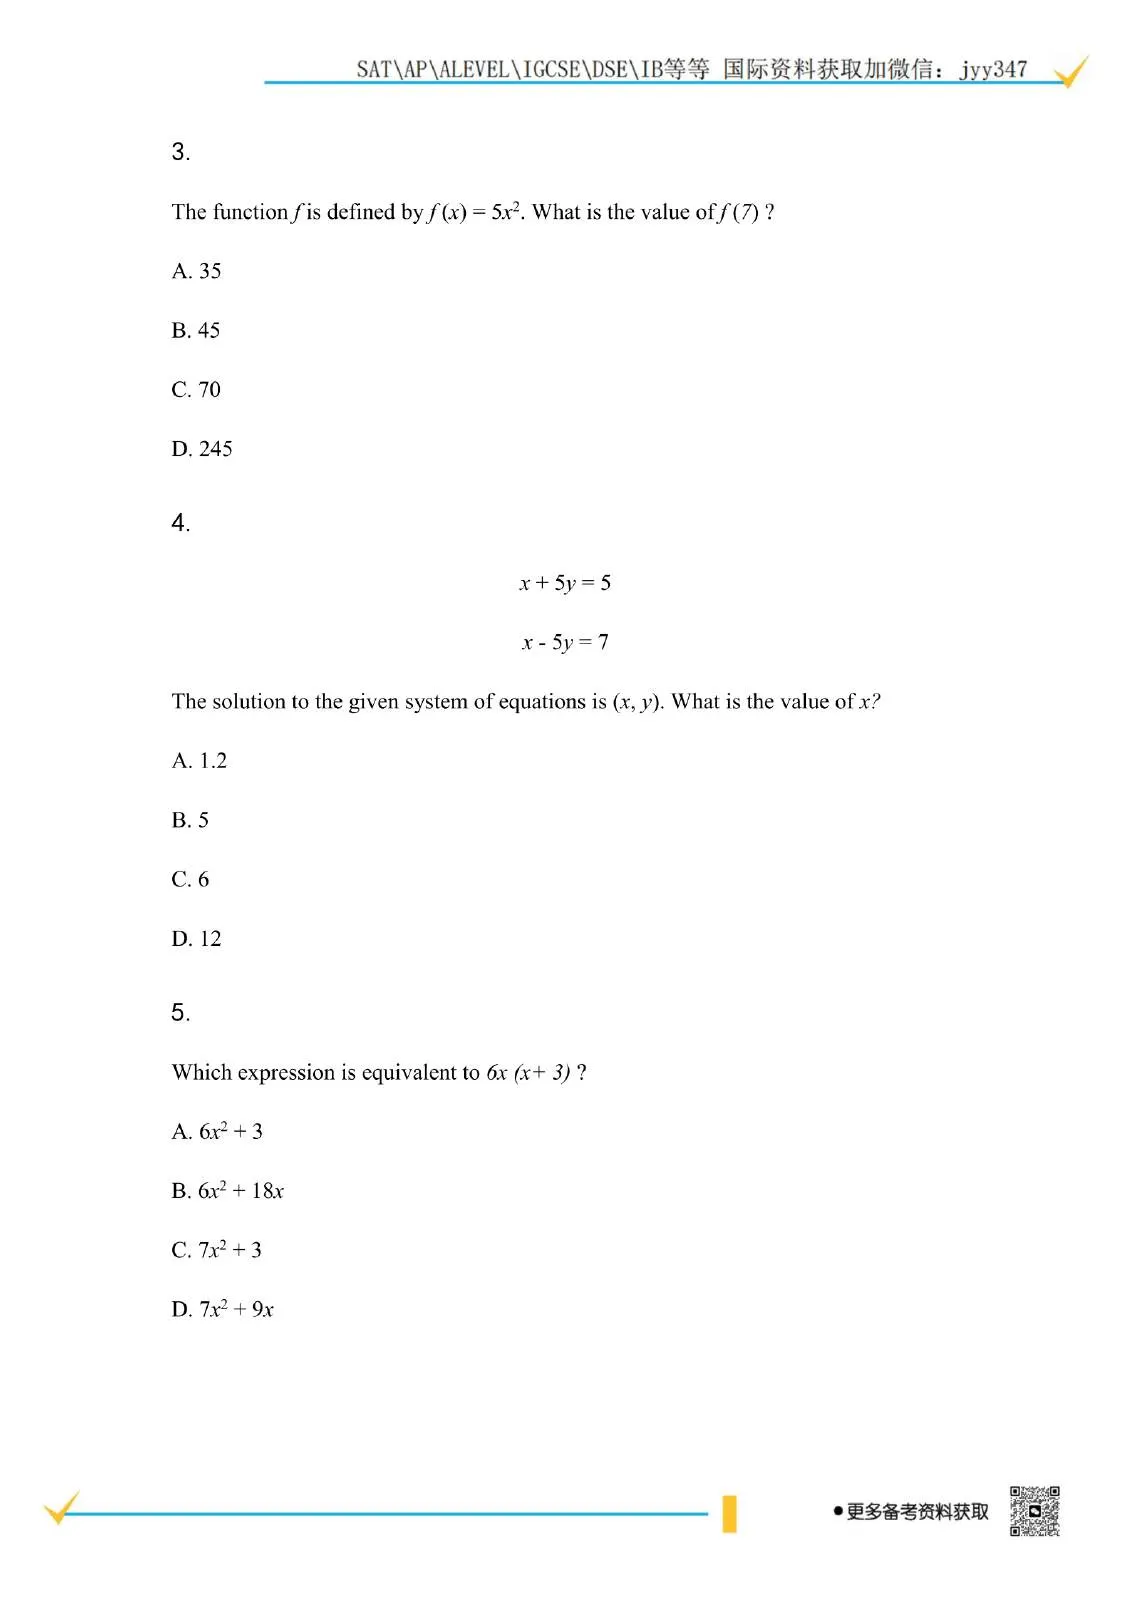 SAT\AP\ALEVEL\IGCSE\DSE\IB等等 国际资料获取加微信：jyy347
3.
The function f is defined by f (x) = 5x². What is the value of f (7) ?
A. 35
B. 45
C. 70
D. 245
4.
x + 5y = 5
x - 5y = 7
The solution to the given system of equations is (x, y). What is the value of x?
A. 1.2
B. 5
C. 6
D. 12
5.
Which expression is equivalent to 6x (x+ 3) ?
A. 6x² + 3
B. 6x² + 18x
C. 7x² + 3
D. 7x² + 9x
●更多备考资料获取